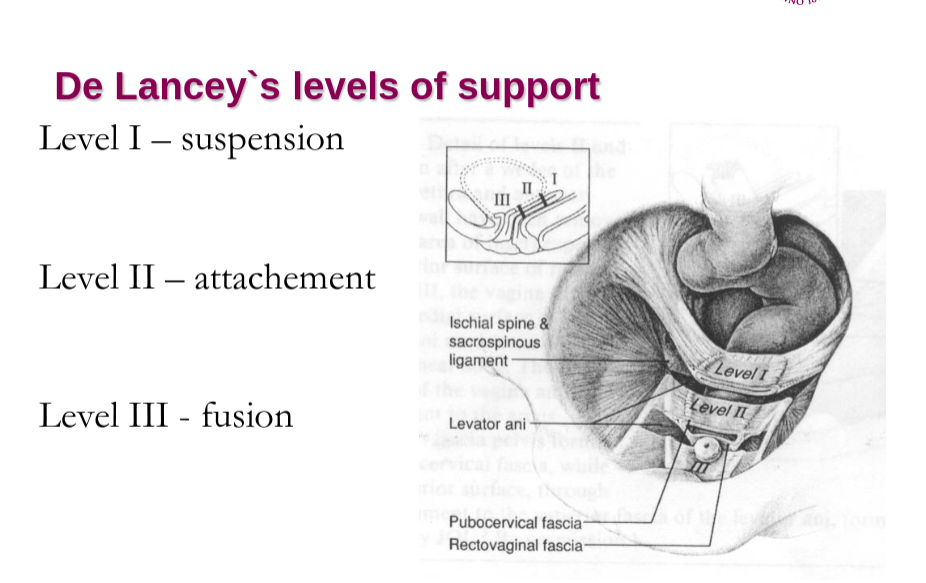 De Lancey`s levels of support
Level I – suspension
Level II – attachement
Level III - fusion
I
II
III
Ischial spine &
sacrospinous
ligament
Level I
Level II
Levator ani
III
Pubocervical fascia
Rectovaginal fascia